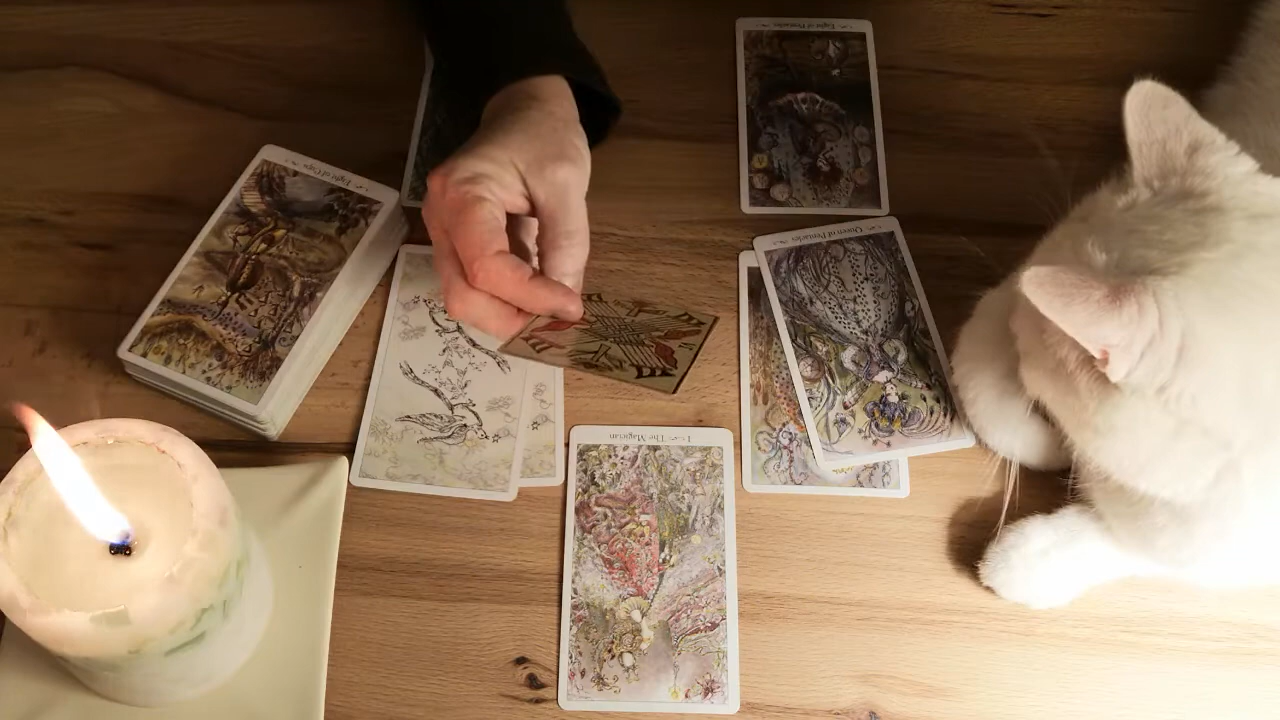 Eight of Pentacles
Eight of Cups
Queen of Pentacles
I The Magician